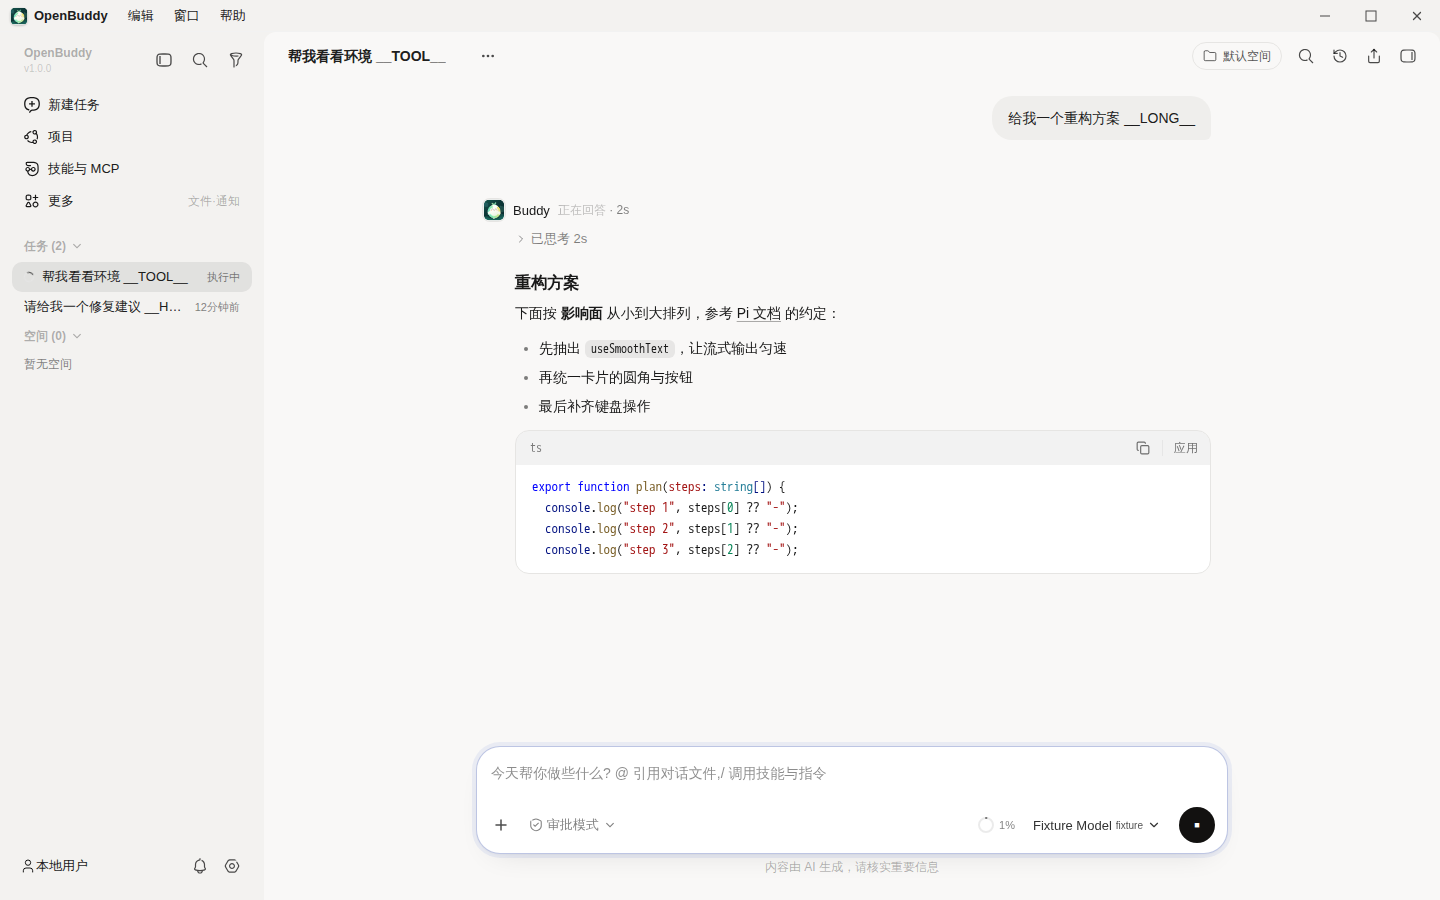 OpenBuddy 编辑 窗口 帮助
OpenBuddy
v1.0.0
新建任务
项目
技能与 MCP
更多 文件·通知
任务 (2)
帮我看看环境 __TOOL__ 执行中
请给我一个修复建议 __H… 12分钟前
空间 (0)
暂无空间
本地用户
帮我看看环境 __TOOL__
默认空间
给我一个重构方案 __LONG__
Buddy 正在回答 · 2s
已思考 2s
重构方案
下面按 影响面 从小到大排列，参考 Pi 文档 的约定：
先抽出 useSmoothText，让流式输出匀速
再统一卡片的圆角与按钮
最后补齐键盘操作
ts 应用
export function plan(steps: string[]) {
  console.log("step 1", steps[0] ?? "-");
  console.log("step 2", steps[1] ?? "-");
  console.log("step 3", steps[2] ?? "-");
今天帮你做些什么? @ 引用对话文件,/ 调用技能与指令
审批模式 1% Fixture Model fixture
内容由 AI 生成，请核实重要信息